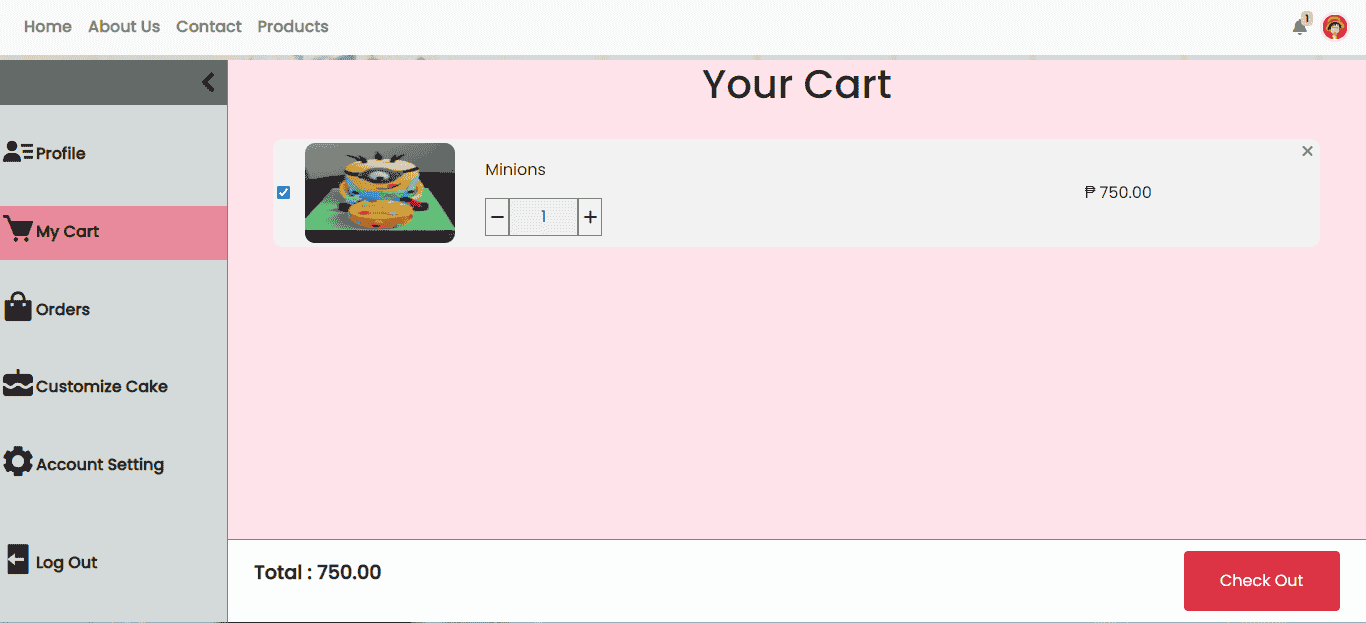 Home About Us Contact Products
1
Your Cart
Profile
My Cart
Orders
Customize Cake
Account Setting
Log Out
Minions
− 1 +
₱ 750.00
×
Total : 750.00
Check Out